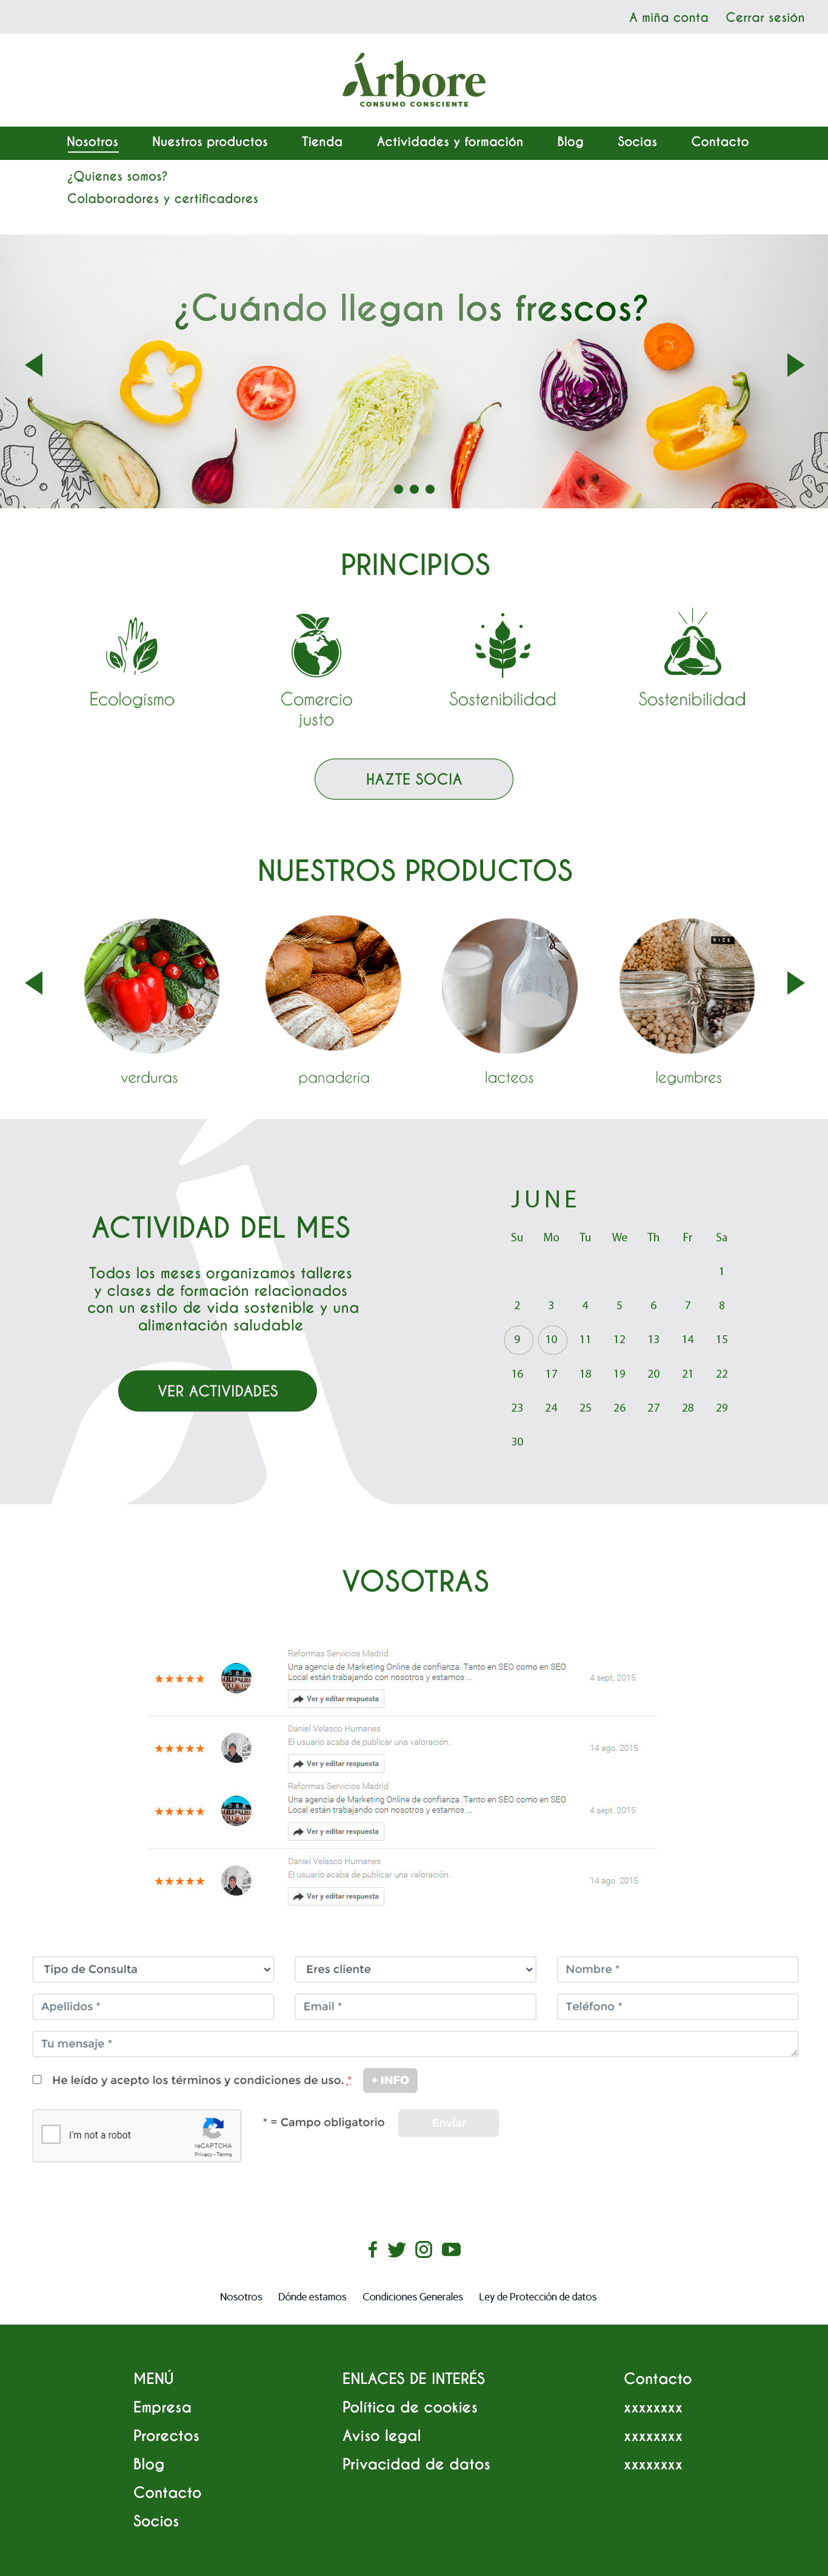 A miña conta Cerrar sesión
Árbore
CONSUMO CONSCIENTE
Nosotros Nuestros productos Tienda Actividades y formación Blog Socias Contacto
¿Quienes somos?
Colaboradores y certificadores
¿Cuándo llegan los frescos?
PRINCIPIOS
Ecologísmo
Comercio
justo
Sostenibilidad
Sostenibilidad
HAZTE SOCIA
NUESTROS PRODUCTOS
RICE
verduras
panadería
lacteos
legumbres
ACTIVIDAD DEL MES
Todos los meses organizamos talleres
y clases de formación relacionados
con un estilo de vida sostenible y una
alimentación saludable
VER ACTIVIDADES
JUNE
Su Mo Tu We Th Fr Sa
1
2 3 4 5 6 7 8
9 10 11 12 13 14 15
16 17 18 19 20 21 22
23 24 25 26 27 28 29
30
VOSOTRAS
Reformas Servicios Madrid
Una agencia de Marketing Online de confianza. Tanto en SEO como en SEO
Local están trabajando con nosotros y estamos ...
4 sept. 2015
Ver y editar respuesta
Daniel Velasco Humanes
El usuario acaba de publicar una valoración.
14 ago. 2015
Ver y editar respuesta
Reformas Servicios Madrid
Una agencia de Marketing Online de confianza. Tanto en SEO como en SEO
Local están trabajando con nosotros y estamos ...
4 sept. 2015
Ver y editar respuesta
Daniel Velasco Humanes
El usuario acaba de publicar una valoración.
14 ago. 2015
Ver y editar respuesta
Tipo de Consulta Eres cliente Nombre *
Apellidos * Email * Teléfono *
Tu mensaje *
He leído y acepto los términos y condiciones de uso. * + INFO
I'm not a robot
reCAPTCHA
Privacy - Terms
* = Campo obligatorio Enviar
Nosotros Dónde estamos Condiciones Generales Ley de Protección de datos
MENÚ
Empresa
Prorectos
Blog
Contacto
Socios
ENLACES DE INTERÉS
Política de cookies
Aviso legal
Privacidad de datos
Contacto
xxxxxxxx
xxxxxxxx
xxxxxxxx